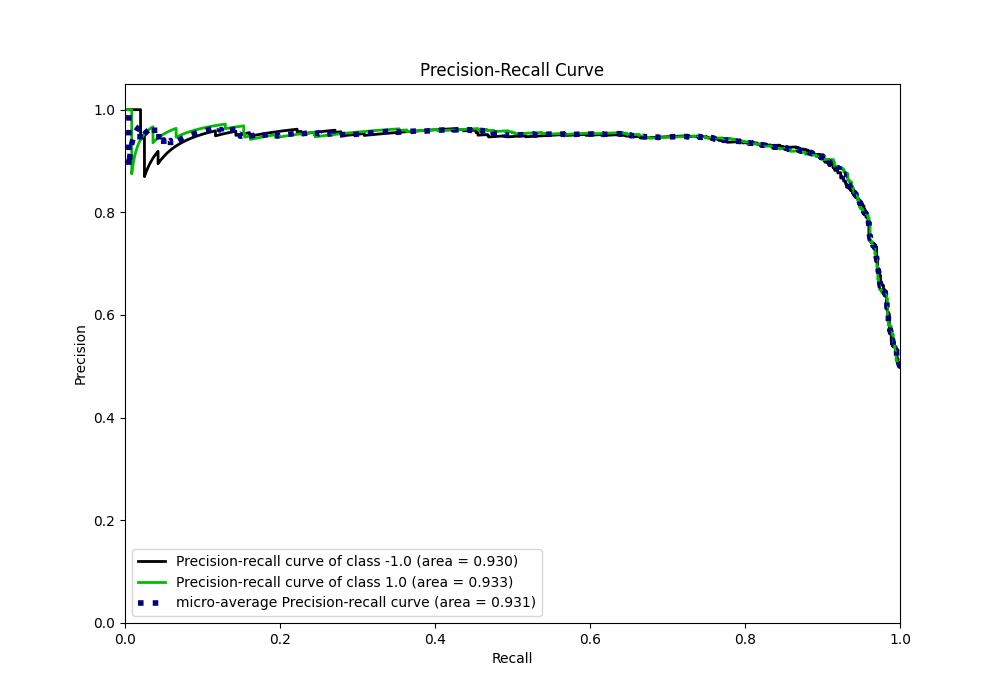 Precision-Recall Curve
1.0
0.8
0.6
0.4
0.2
0.0
Precision
Precision-recall curve of class -1.0 (area = 0.930)
Precision-recall curve of class 1.0 (area = 0.933)
micro-average Precision-recall curve (area = 0.931)
0.0 0.2 0.4 0.6 0.8 1.0
Recall